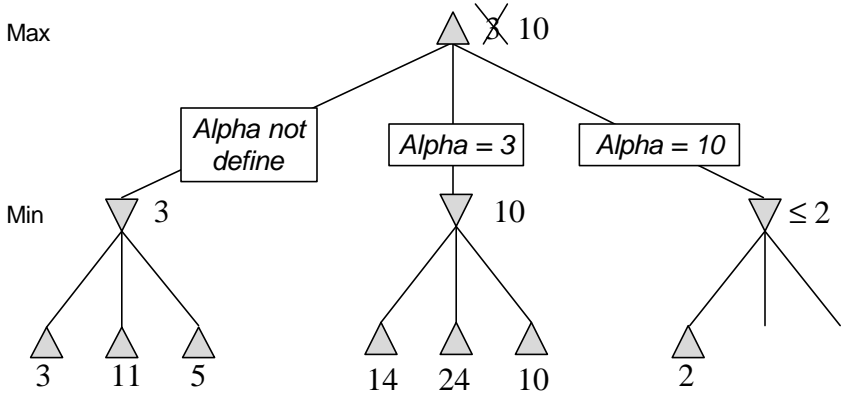 Max
3 10
Alpha not
define
Alpha = 3
Alpha = 10
Min
3
10
≤ 2
3
11
5
14
24
10
2